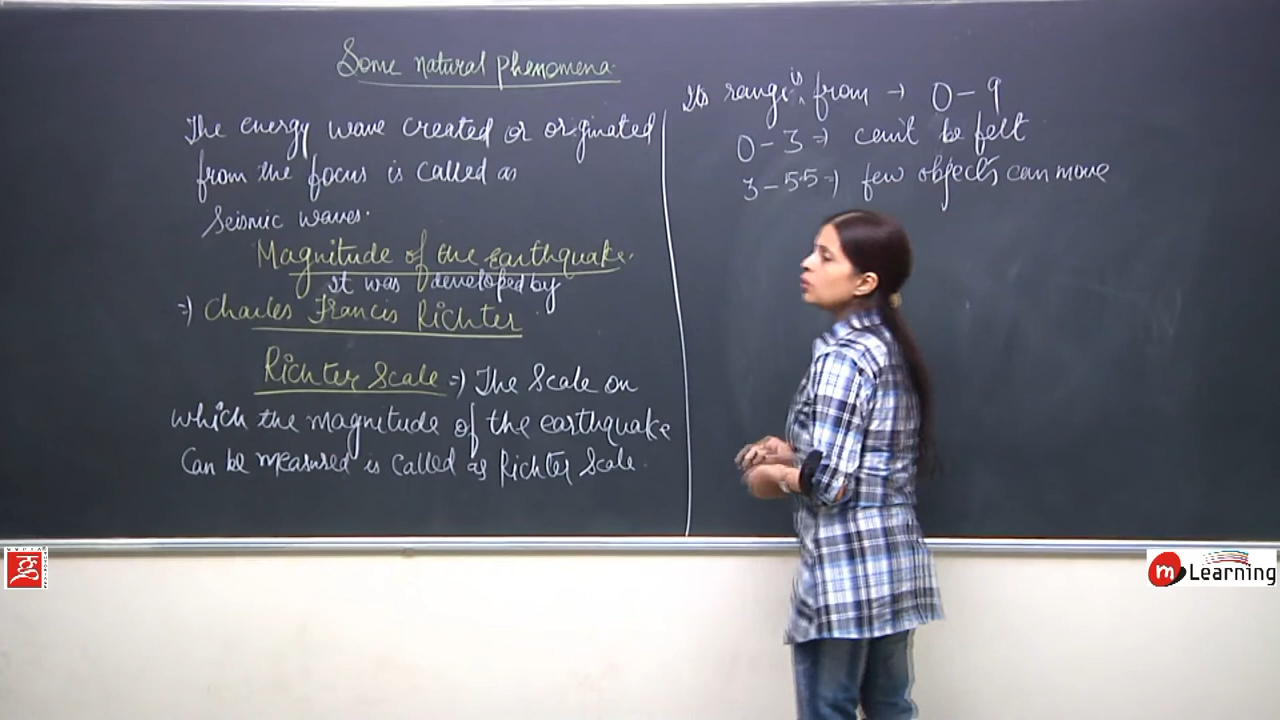 Some natural phenomena.
The energy wave created or originated
from the focus is called as
Seismic waves.
Magnitude of the earthquake.
it was developed by
=) Charles Francis Richter
Richter Scale =) The Scale on
which the magnitude of the earthquake
Can be measured is called as Richter Scale.
Its range is from → 0 - 9
0 - 3 =) can't be felt
3 - 5.5 =) few objects can move
m Learning